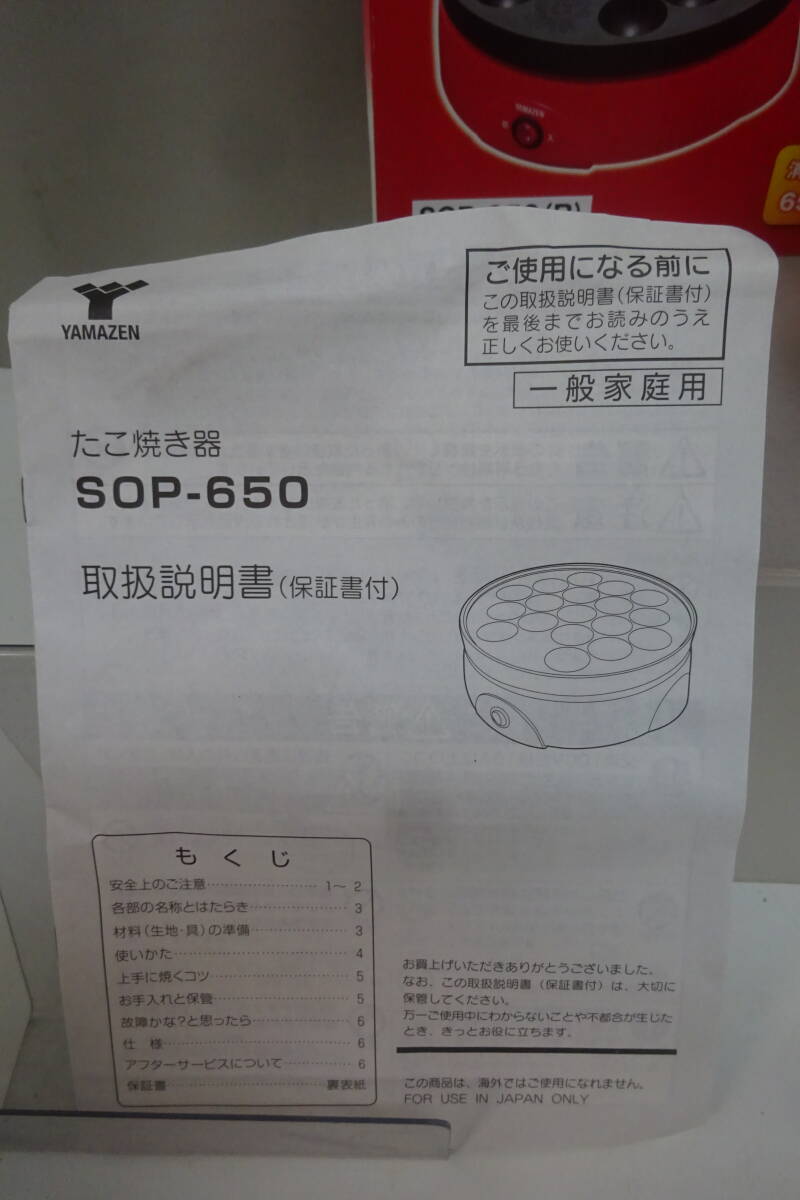 YAMAZEN
YAMAZEN
ご使用になる前に
この取扱説明書(保証書付)
を最後までお読みのうえ
正しくお使いください。
一般家庭用
たこ焼き器
SOP-650
取扱説明書(保証書付)
もくじ
安全上のご注意…………………… 1～ 2
各部の名称とはたらき………………… 3
材料(生地・具)の準備………………… 3
使いかた………………………………… 4
上手に焼くコツ………………………… 5
お手入れと保管………………………… 5
故障かな?と思ったら………………… 6
仕 様…………………………………… 6
アフターサービスについて…………… 6
保証書…………………………… 裏表紙
お買上げいただきありがとうございました。
なお、この取扱説明書(保証書付)は、大切に
保管してください。
万一ご使用中にわからないことや不都合が生じた
とき、きっとお役に立ちます。
この商品は、海外ではご使用になれません。
FOR USE IN JAPAN ONLY